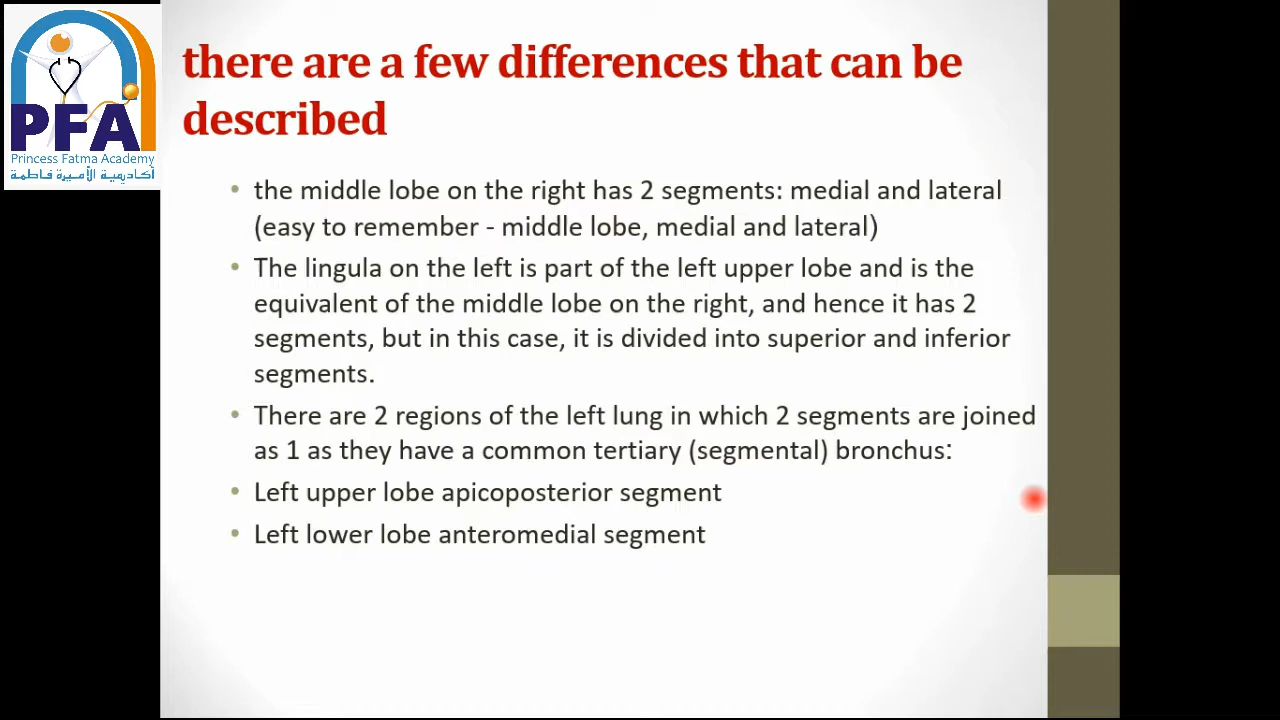 PFA
Princess Fatma Academy
أكاديمية الأميرة فاطمة
there are a few differences that can be
described
• the middle lobe on the right has 2 segments: medial and lateral
(easy to remember - middle lobe, medial and lateral)
• The lingula on the left is part of the left upper lobe and is the
equivalent of the middle lobe on the right, and hence it has 2
segments, but in this case, it is divided into superior and inferior
segments.
• There are 2 regions of the left lung in which 2 segments are joined
as 1 as they have a common tertiary (segmental) bronchus:
• Left upper lobe apicoposterior segment
• Left lower lobe anteromedial segment